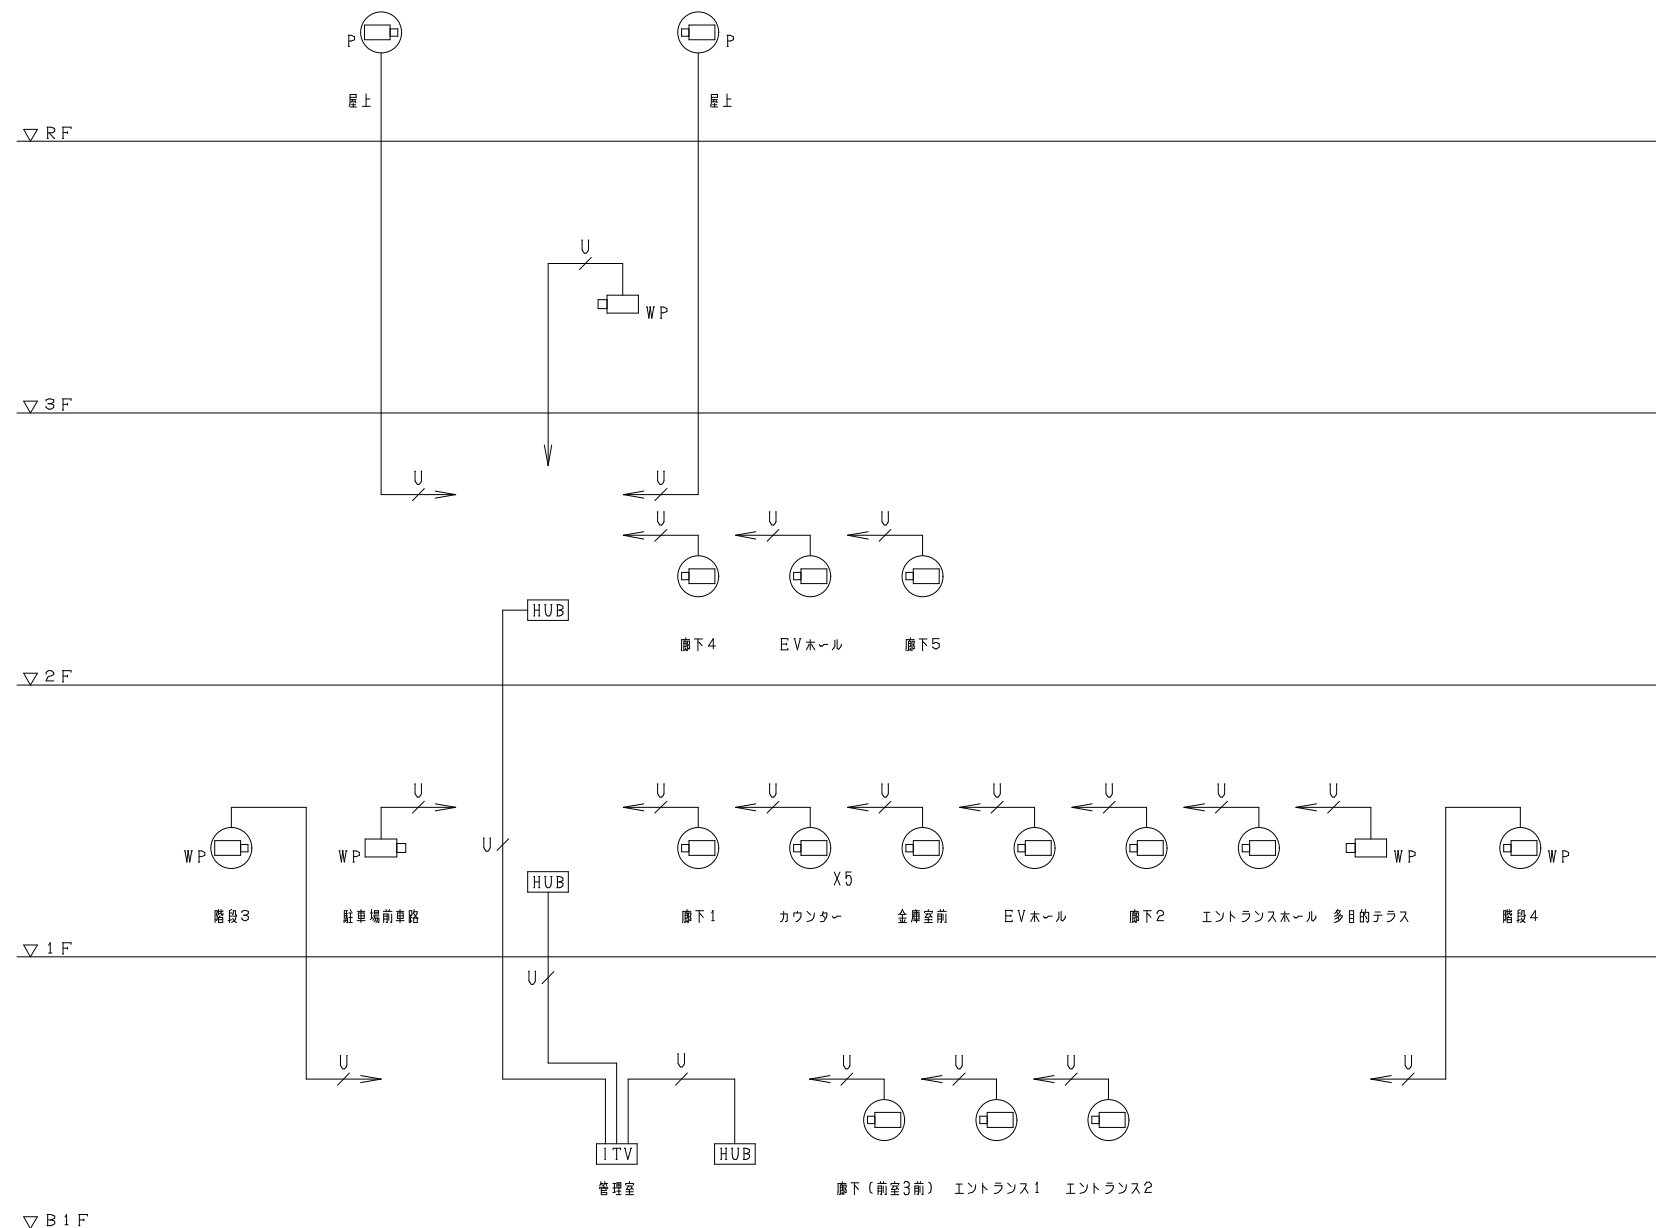 P P
屋上 屋上
▽RF
U
WP
▽3F
U U
U U U
HUB
廊下4 EVホール 廊下5
▽2F
U U U U U U U U
WP WP U WP WP
HUB X5
階段3 駐車場前車路 廊下1 カウンター 金庫室前 EVホール 廊下2 エントランスホール 多目的テラス 階段4
▽1F
U
U U U U U U
ITV HUB
管理室 廊下(前室3前) エントランス1 エントランス2
▽B1F